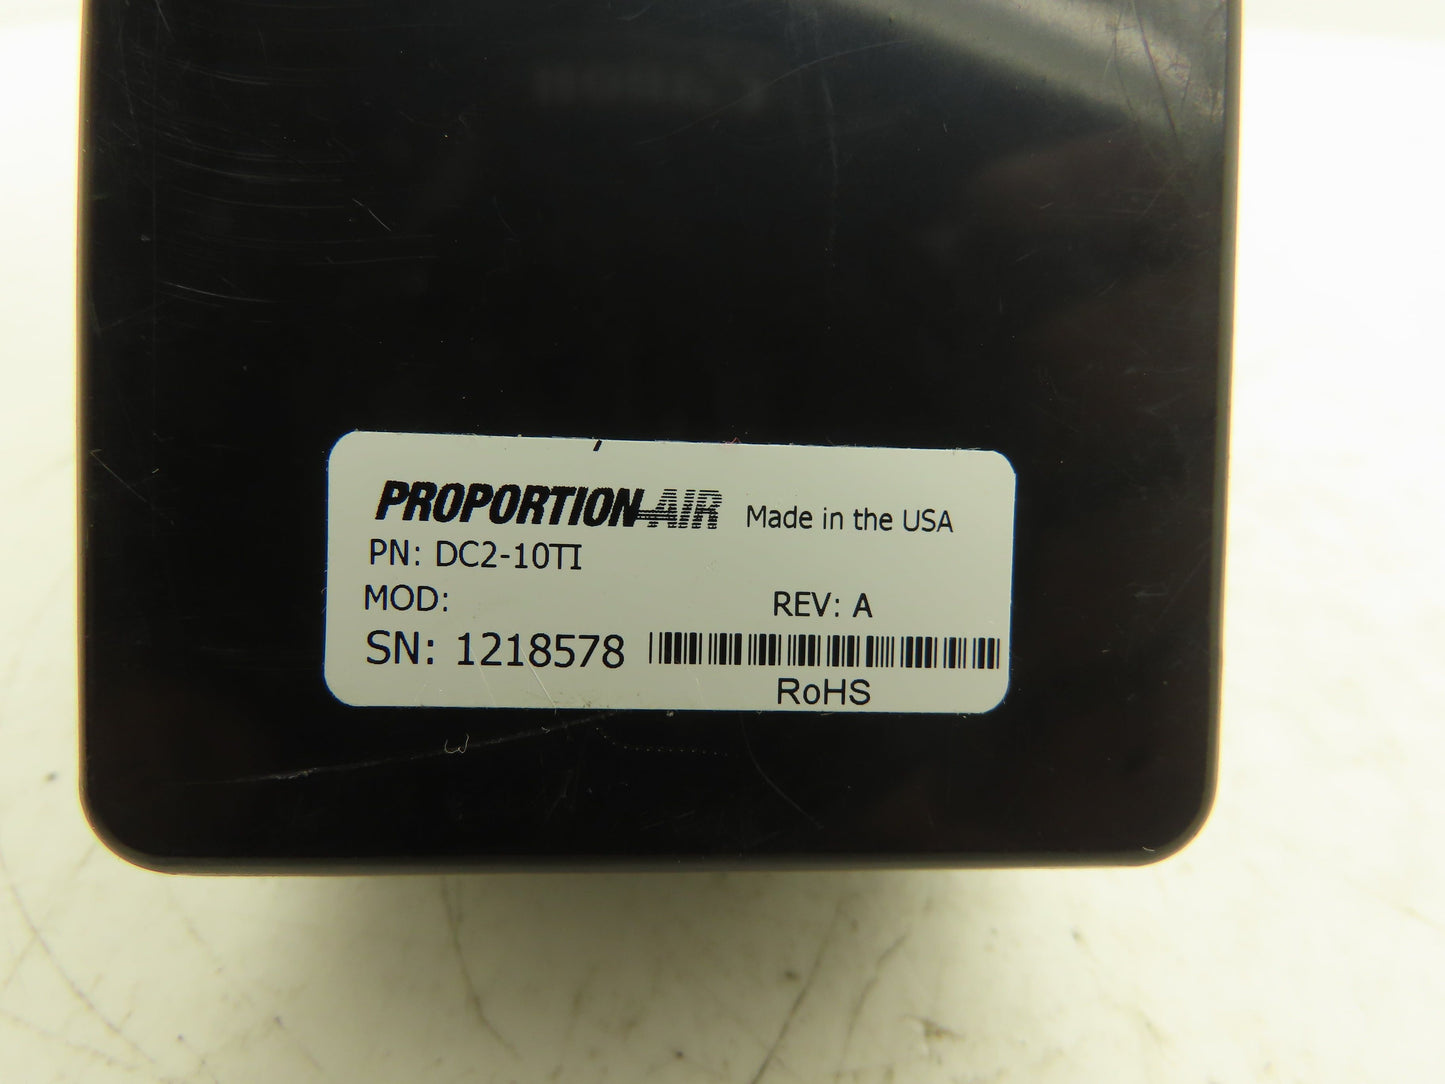 PROPORTION-AIR Made in the USA
PN: DC2-10TI
MOD:
REV: A
SN: 1218578
RoHS